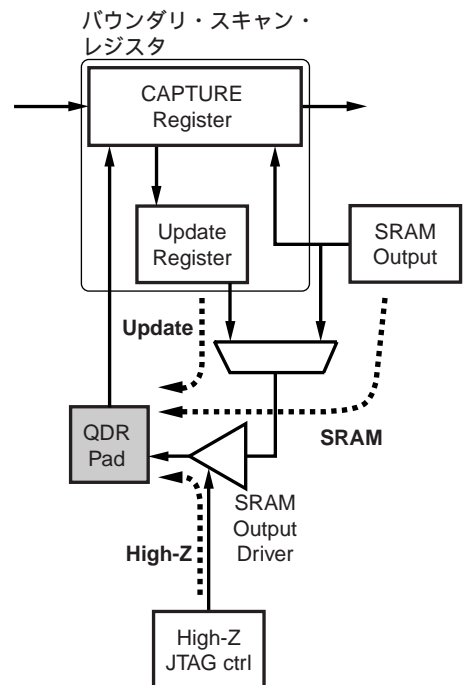 バウンダリ・スキャン・
レジスタ
CAPTURE
Register
Update
Register
SRAM
Output
Update
SRAM
QDR
Pad
SRAM
Output
Driver
High-Z
High-Z
JTAG ctrl